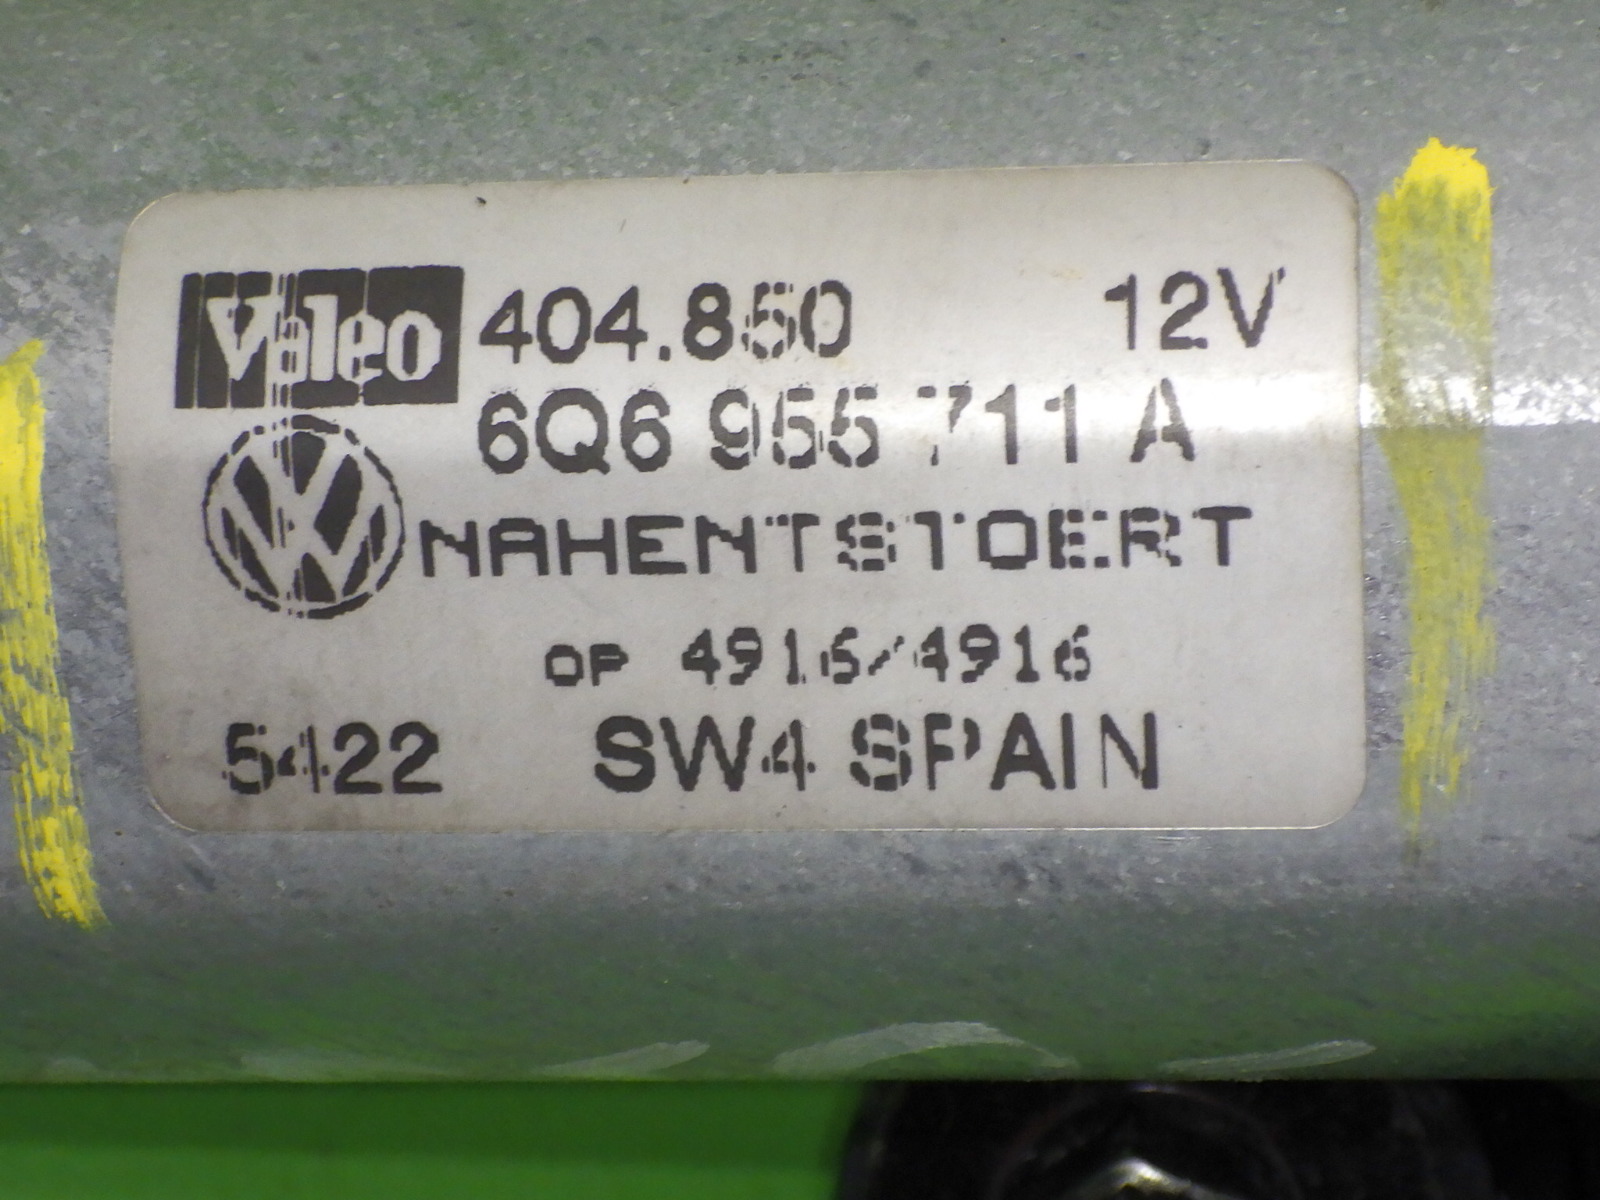 Valeo 404.850 12V
6Q6 955 711 A
NAHENTSTOERT
OP 4916/4916
5422 SW4 SPAIN